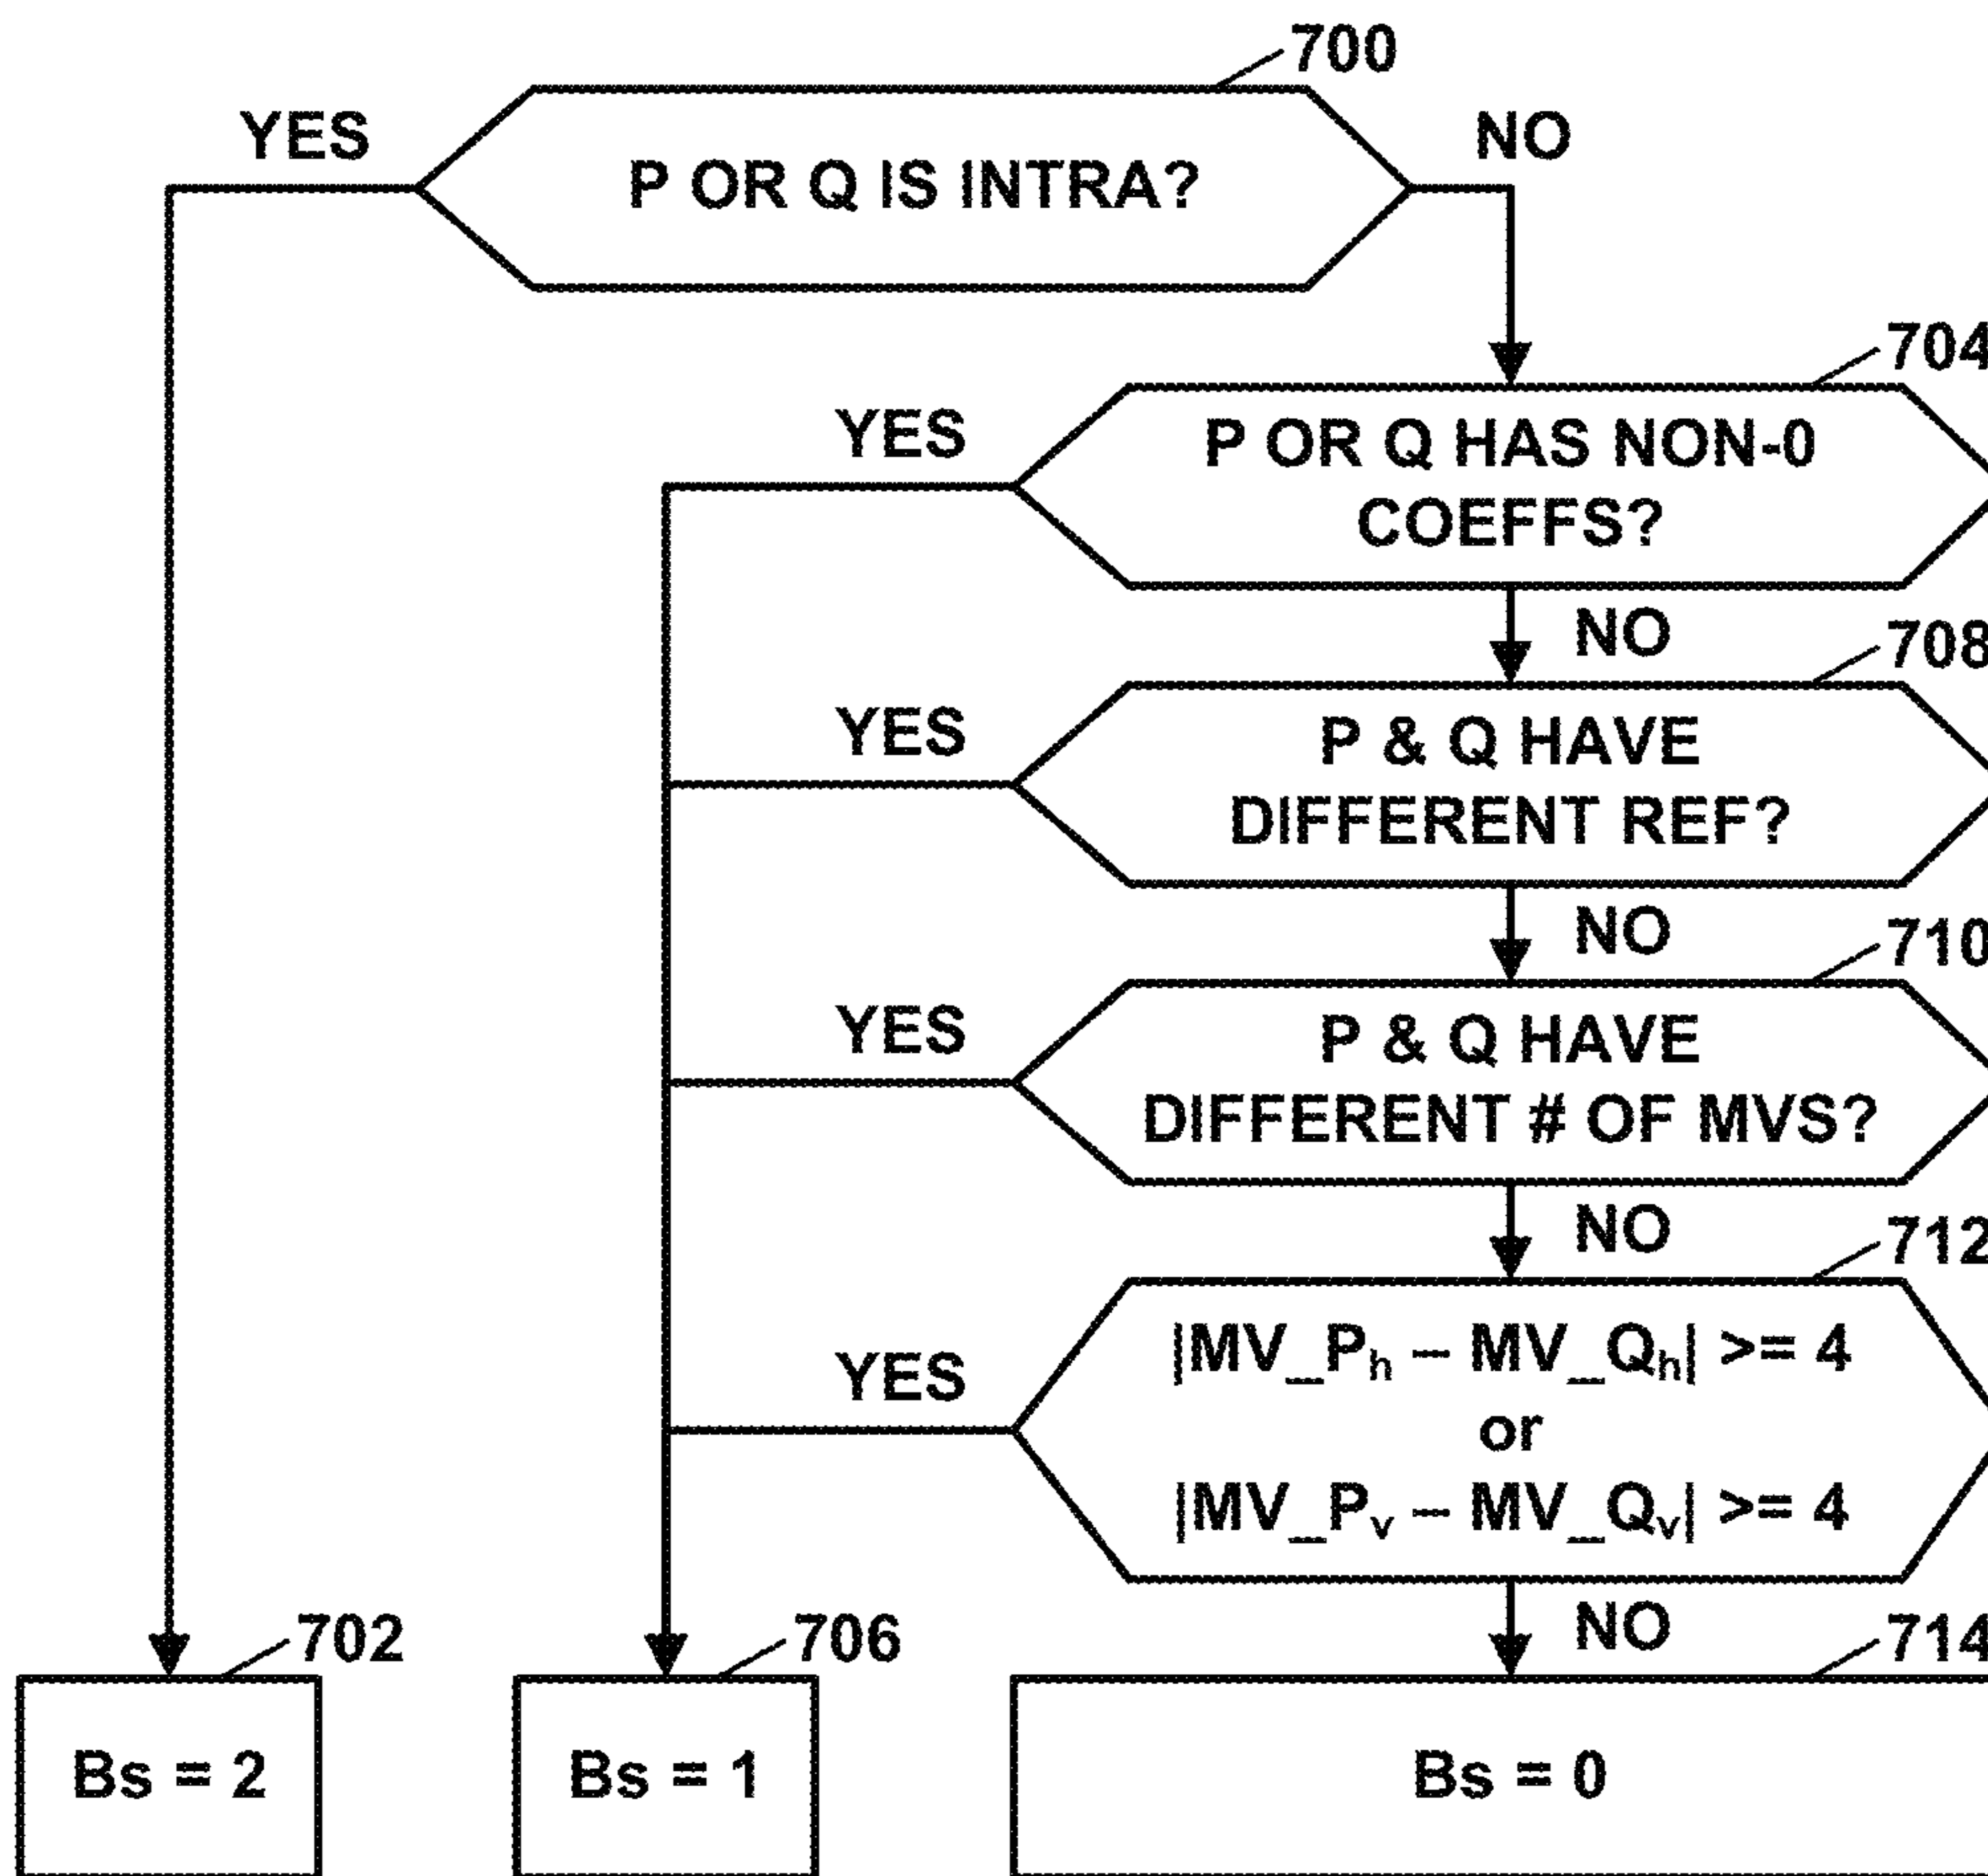 700
YES
NO
P OR Q IS INTRA?
704
YES
P OR Q HAS NON-0
COEFFS?
NO
708
YES
P & Q HAVE
DIFFERENT REF?
NO
710
YES
P & Q HAVE
DIFFERENT # OF MVS?
NO
712
YES
|MV_Pₕ – MV_Qₕ| >= 4
or
|MV_Pᵥ – MV_Qᵥ| >= 4
NO
702
706
714
Bs = 2
Bs = 1
Bs = 0